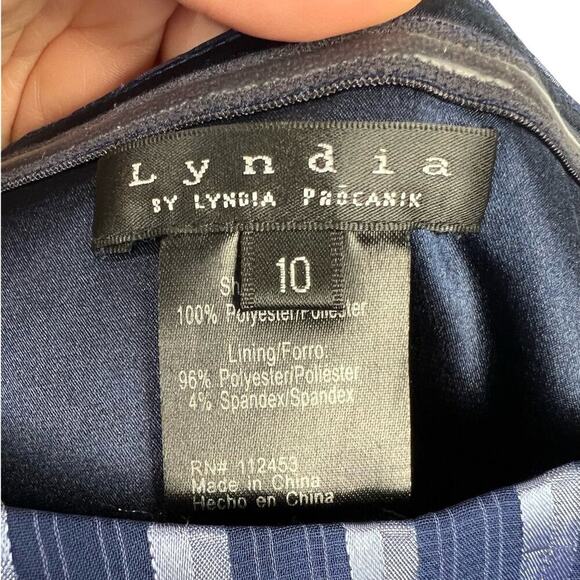 Lyndia
BY LYNDIA PROCANIK
10
100% Polyester/Poliester
Lining/Forro:
96% Polyester/Poliester
4% Spandex/Spandex
RN# 112453
Made in China
Hecho en China